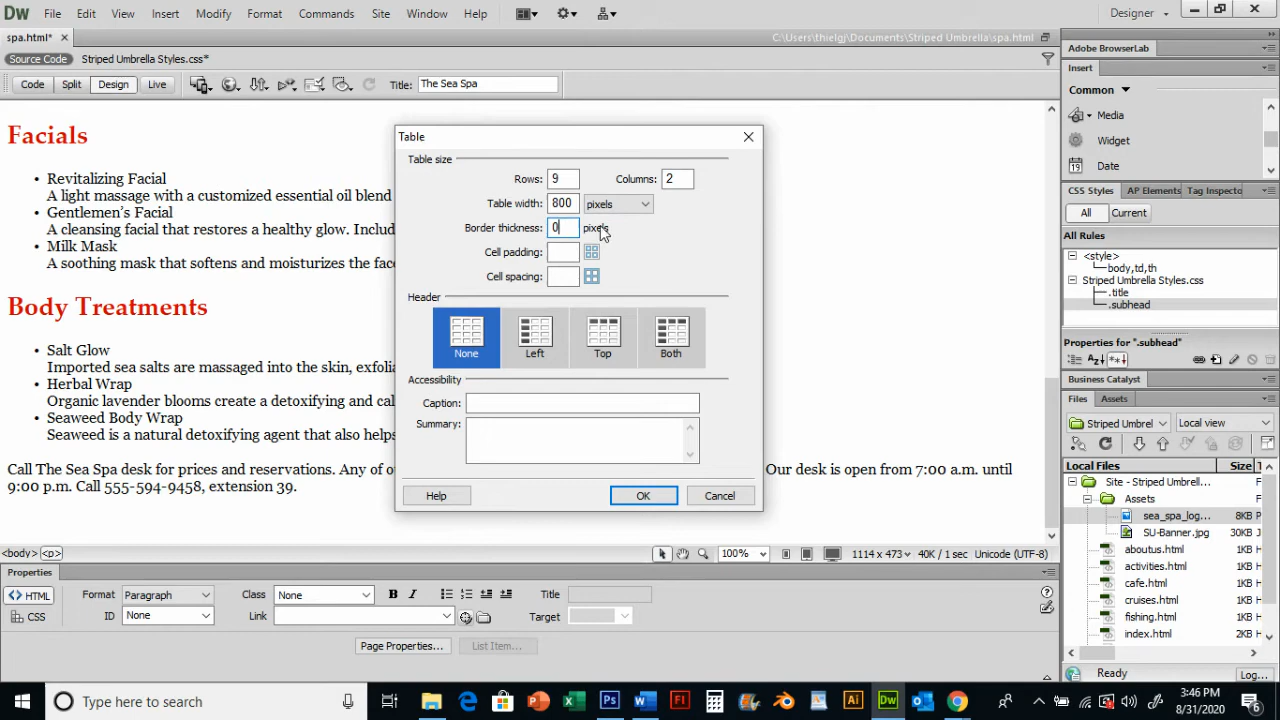 Dw File Edit View Insert Modify Format Commands Site Window Help Designer
spa.html* C:\Users\thielgj\Documents\Striped Umbrella\spa.html
Source Code Striped Umbrella Styles.css*
Code Split Design Live Title: The Sea Spa
Facials
Revitalizing Facial
A light massage with a customized essential oil blend
Gentlemen's Facial
A cleansing facial that restores a healthy glow. Includ
Milk Mask
A soothing mask that softens and moisturizes the fac
Body Treatments
Salt Glow
Imported sea salts are massaged into the skin, exfolia
Herbal Wrap
Organic lavender blooms create a detoxifying and cal
Seaweed Body Wrap
Seaweed is a natural detoxifying agent that also helps
Call The Sea Spa desk for prices and reservations. Any of o Our desk is open from 7:00 a.m. until
9:00 p.m. Call 555-594-9458, extension 39.
Table
Table size
Rows: 9 Columns: 2
Table width: 800 pixels
Border thickness: 0 pixels
Cell padding:
Cell spacing:
Header
None Left Top Both
Accessibility
Caption:
Summary:
Help OK Cancel
Adobe BrowserLab
Insert
Common
Media
Widget
Date
CSS Styles AP Elements Tag Inspecto
All Current
All Rules
<style>
body,td,th
Striped Umbrella Styles.css
.title
.subhead
Properties for ".subhead"
Business Catalyst
Files Assets
Striped Umbrel Local view
Local Files Size T
Site - Striped Umbrell... F
Assets F
sea_spa_log... 8KB P
SU-Banner.jpg 30KB J
aboutus.html 1KB F
activities.html 1KB F
cafe.html 1KB F
cruises.html 1KB F
fishing.html 1KB F
index.html 2KB F
Ready Log...
<body> <p> 100% 1114 x 473 40K / 1 sec Unicode (UTF-8)
Properties
HTML Format Paragraph Class None B I Title
CSS ID None Link Target
Page Properties... List Item...
Type here to search
3:46 PM
8/31/2020
6